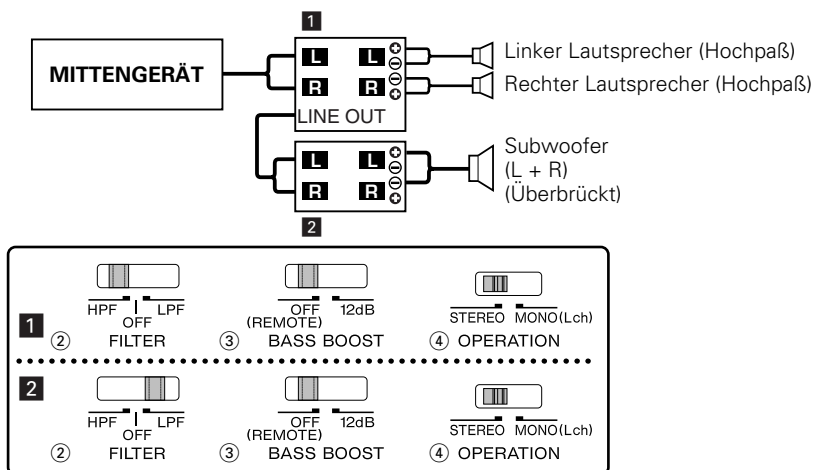 1
MITTENGERÄT
L L ⊕ Linker Lautsprecher (Hochpaß)
⊖
⊖
R R ⊕ Rechter Lautsprecher (Hochpaß)
LINE OUT
L L ⊕
⊖
⊖
R R ⊕
Subwoofer
(L + R)
(Überbrückt)
2
1
HPF OFF LPF
② FILTER
OFF 12dB
(REMOTE)
③ BASS BOOST
STEREO MONO(Lch)
④ OPERATION
2
HPF OFF LPF
② FILTER
OFF 12dB
(REMOTE)
③ BASS BOOST
STEREO MONO(Lch)
④ OPERATION